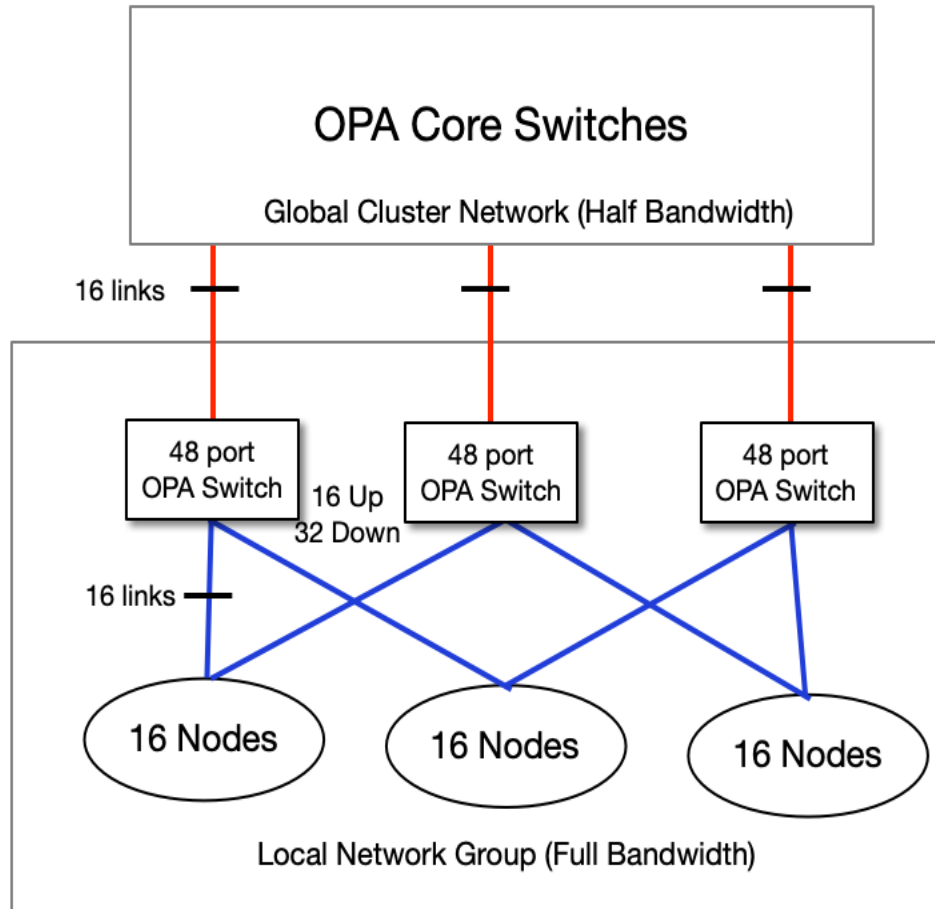 OPA Core Switches
Global Cluster Network (Half Bandwidth)
16 links
48 port
OPA Switch
16 Up
32 Down
48 port
OPA Switch
48 port
OPA Switch
16 links
16 Nodes
16 Nodes
16 Nodes
Local Network Group (Full Bandwidth)